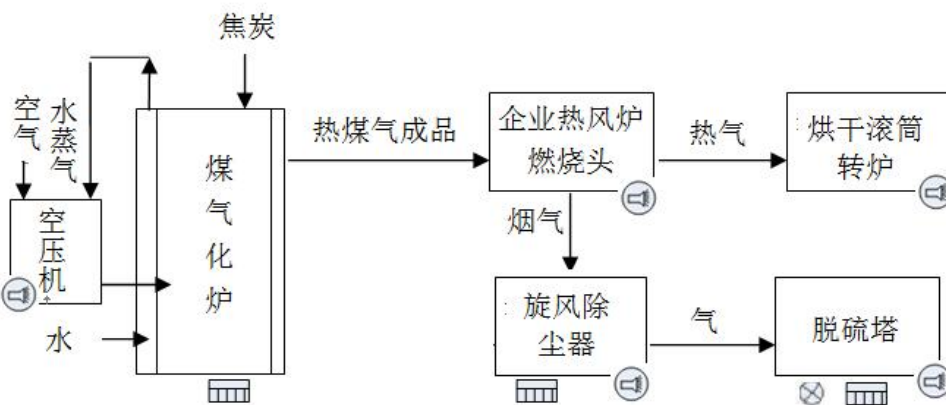 焦炭
空气
水蒸气
热煤气成品
企业热风炉
燃烧头
热气
烘干滚筒
转炉
煤气化炉
空压机
烟气
水
旋风除
尘器
气
脱硫塔